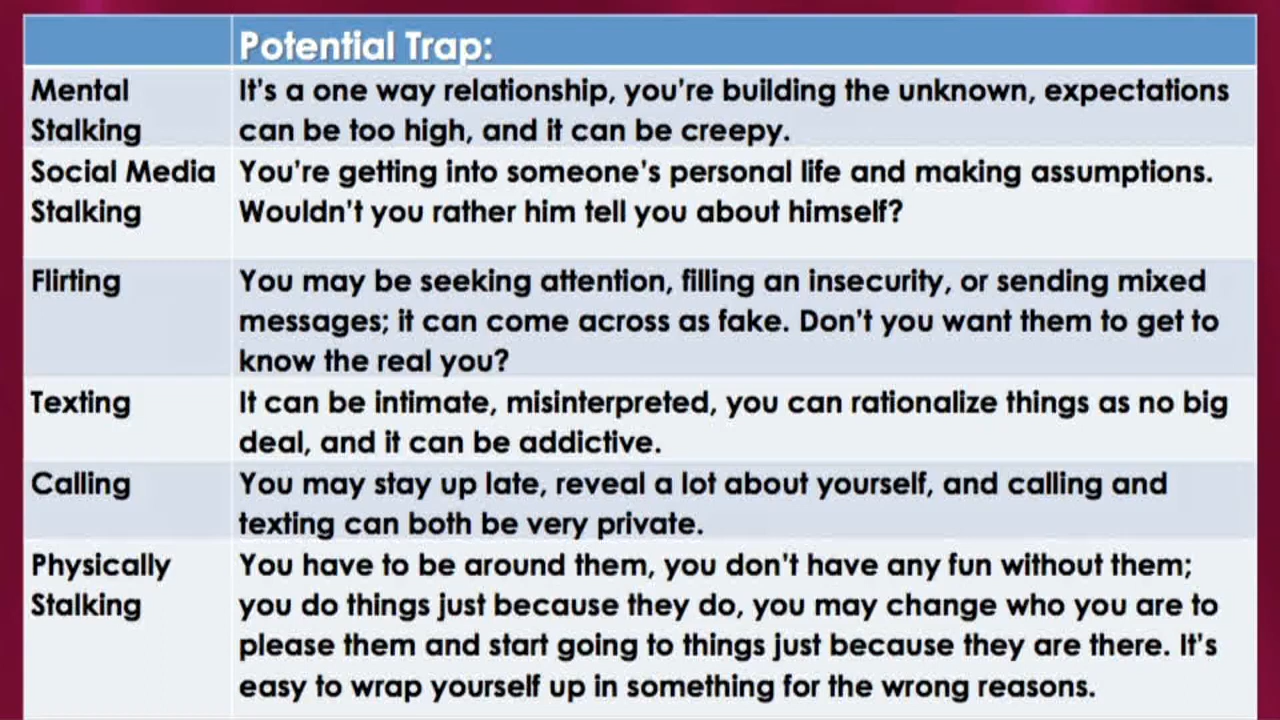 Potential Trap:
Mental
Stalking
It's a one way relationship, you're building the unknown, expectations
can be too high, and it can be creepy.
Social Media
Stalking
You're getting into someone's personal life and making assumptions.
Wouldn't you rather him tell you about himself?
Flirting
You may be seeking attention, filling an insecurity, or sending mixed
messages; it can come across as fake. Don't you want them to get to
know the real you?
Texting
It can be intimate, misinterpreted, you can rationalize things as no big
deal, and it can be addictive.
Calling
You may stay up late, reveal a lot about yourself, and calling and
texting can both be very private.
Physically
Stalking
You have to be around them, you don't have any fun without them;
you do things just because they do, you may change who you are to
please them and start going to things just because they are there. It's
easy to wrap yourself up in something for the wrong reasons.